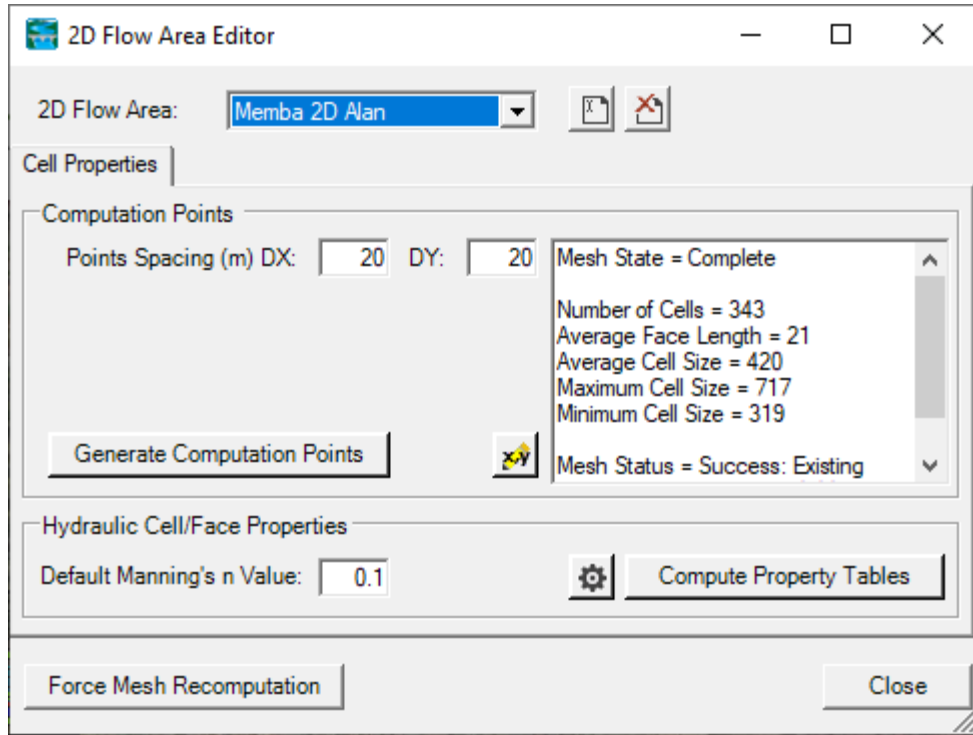 2D Flow Area Editor
2D Flow Area: Memba 2D Alan
Cell Properties
Computation Points
Points Spacing (m) DX: 20 DY: 20
Mesh State = Complete
Number of Cells = 343
Average Face Length = 21
Average Cell Size = 420
Maximum Cell Size = 717
Minimum Cell Size = 319
Mesh Status = Success: Existing
Generate Computation Points
x,y
Hydraulic Cell/Face Properties
Default Manning's n Value: 0.1
Compute Property Tables
Force Mesh Recomputation
Close